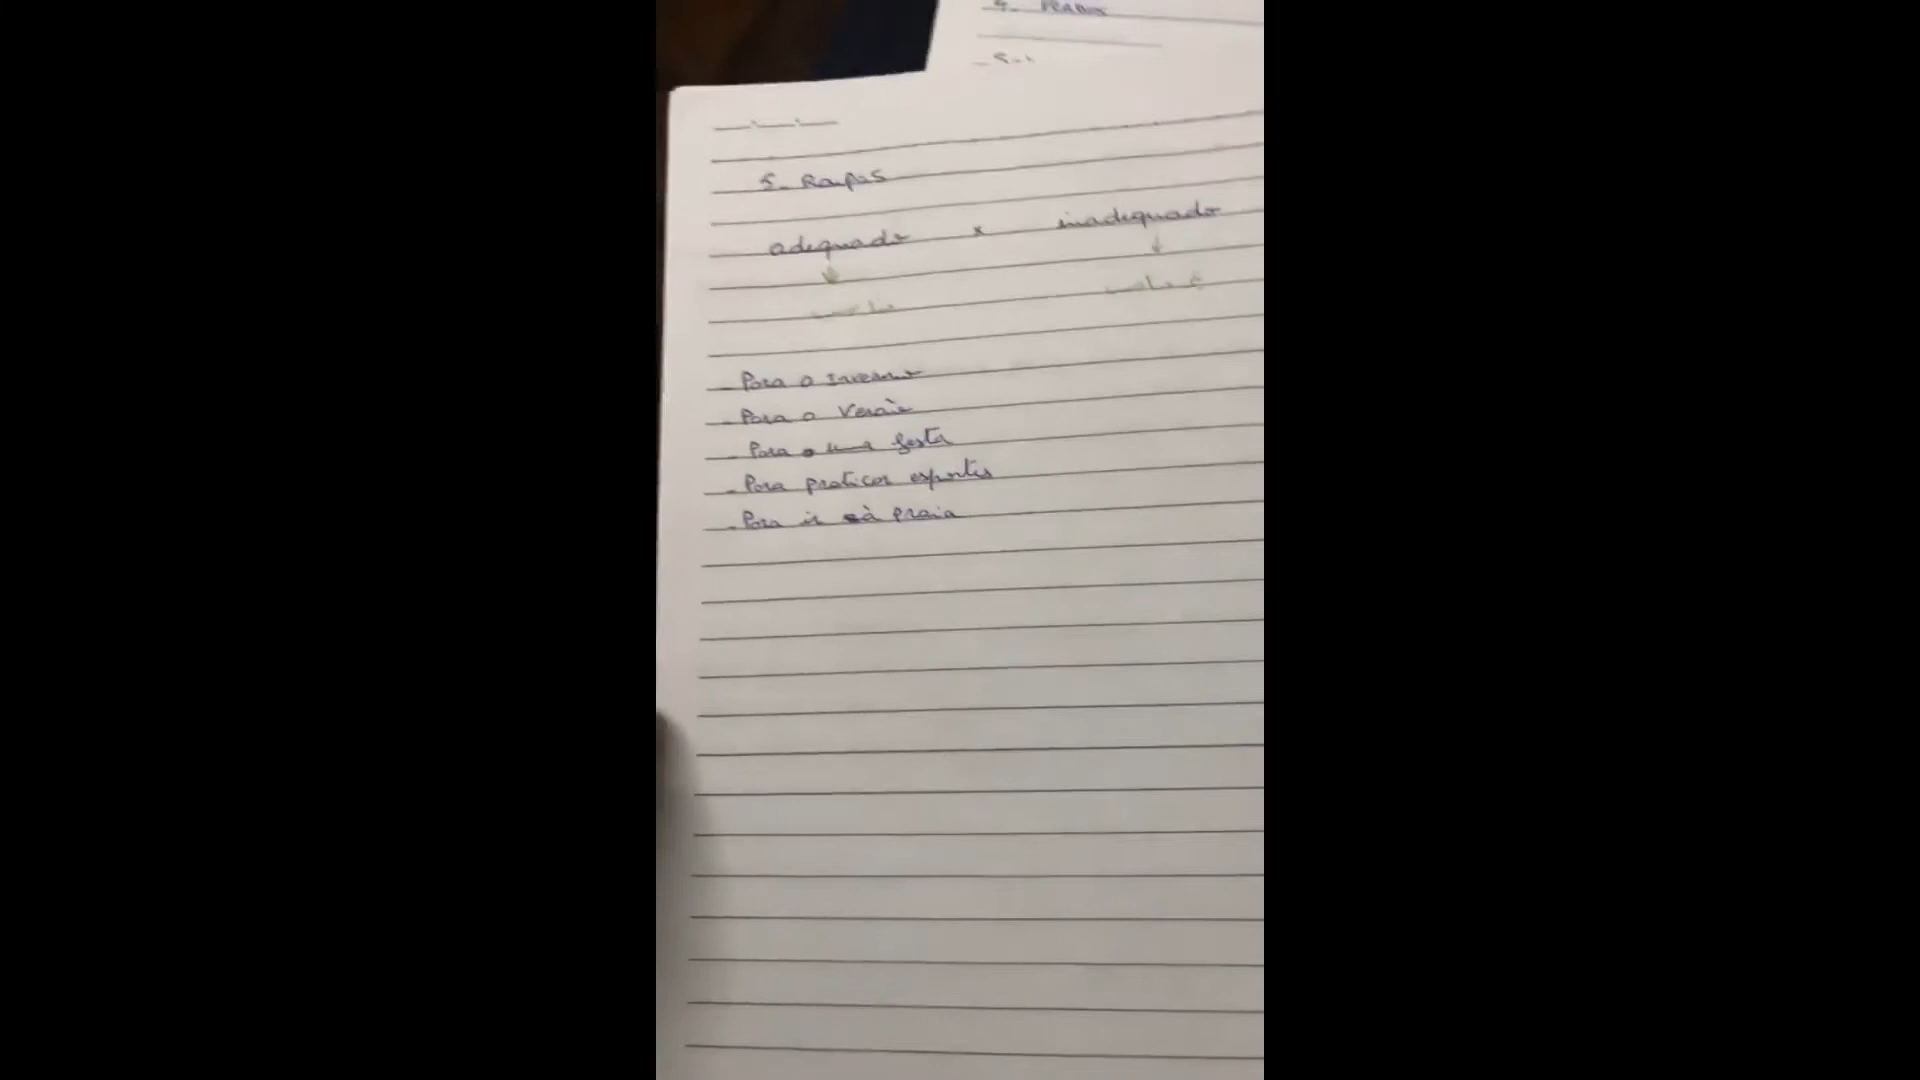 5- Roupas
adequado x inadequado
- Para o inverno
- Para o Verão
- Para uma festa
- Para praticar esportes
- Para ir à praia